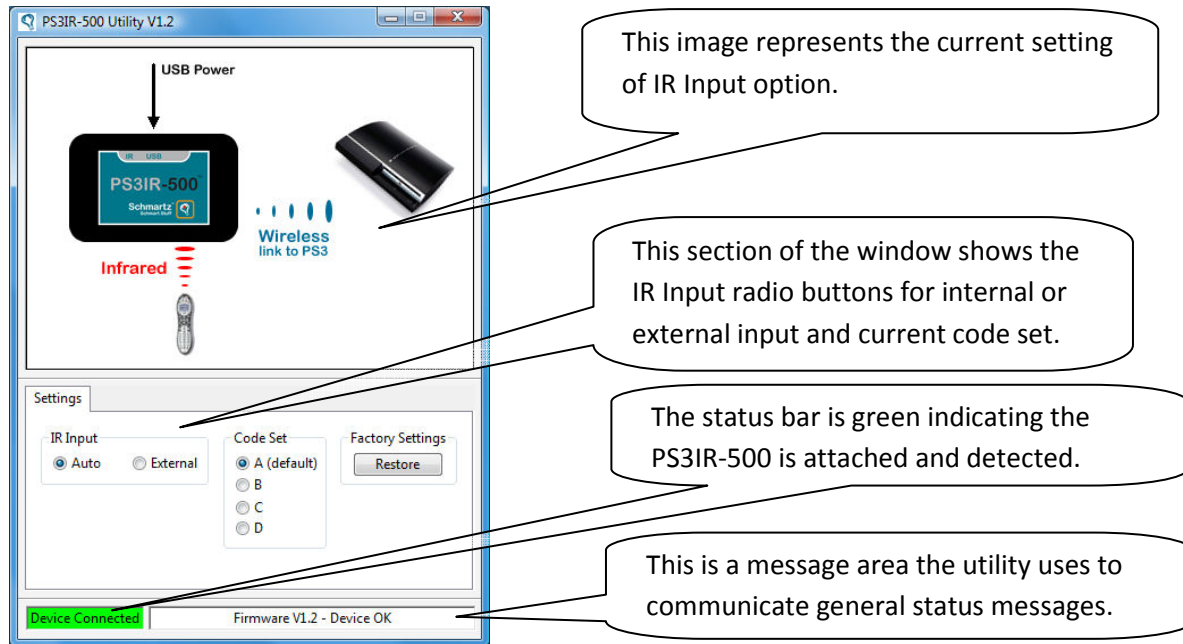 PS3IR-500 Utility V1.2
USB Power
IR USB
PS3IR-500™
Schmartz
Schmart Stuff
Wireless
link to PS3
Infrared
Settings
IR Input
Auto
External
Code Set
A (default)
B
C
D
Factory Settings
Restore
Device Connected
Firmware V1.2 - Device OK
This image represents the current setting
of IR Input option.
This section of the window shows the
IR Input radio buttons for internal or
external input and current code set.
The status bar is green indicating the
PS3IR-500 is attached and detected.
This is a message area the utility uses to
communicate general status messages.